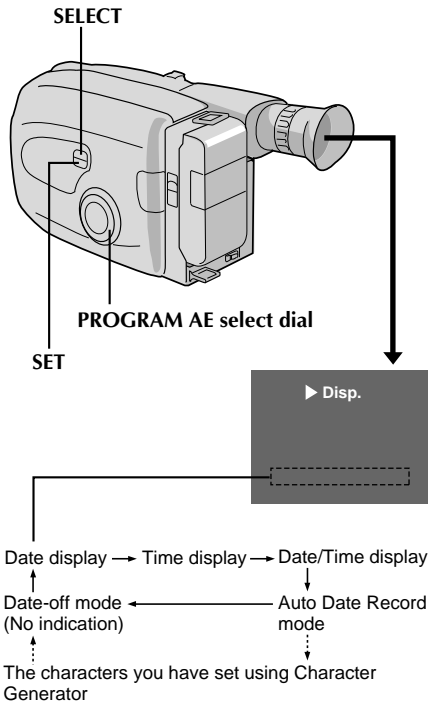 SELECT
PROGRAM AE select dial
SET
Disp.
Date display Time display Date/Time display
Date-off mode Auto Date Record
(No indication) mode
The characters you have set using Character
Generator